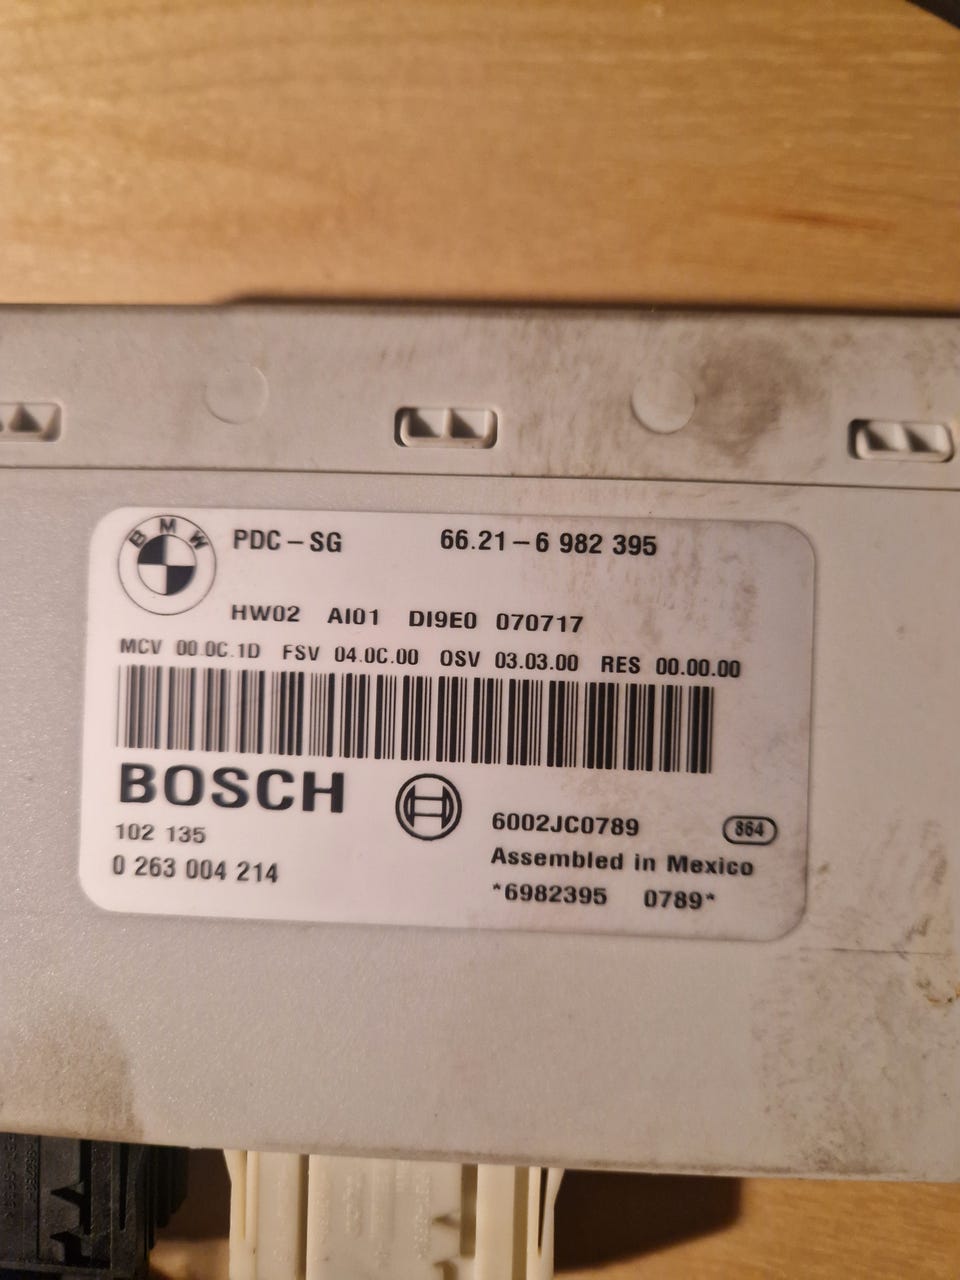 BMW
PDC-SG 66.21-6 982 395
HW02 AI01 DI9E0 070717
MCV 00.0C.1D FSV 04.0C.00 OSV 03.03.00 RES 00.00.00
BOSCH
102 135
0 263 004 214
6002JC0789 864
Assembled in Mexico
*6982395 0789*